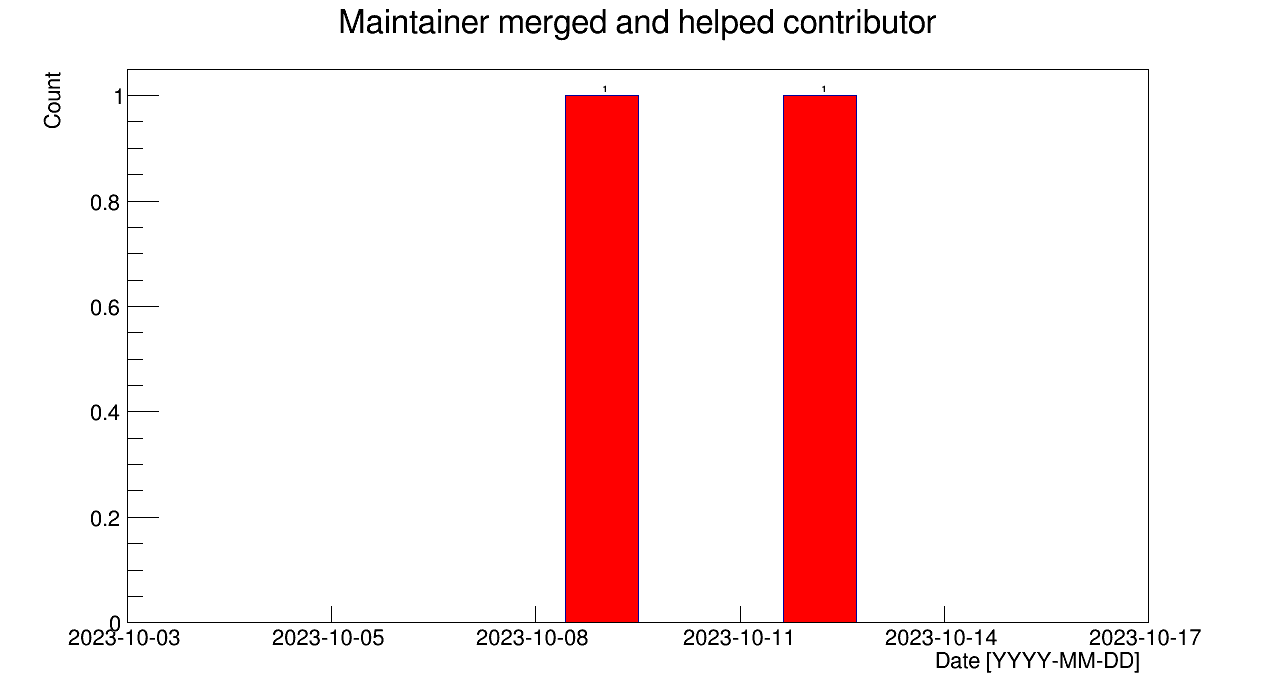 Maintainer merged and helped contributor
Count
1
1 1
0.8
0.6
0.4
0.2
0
2023-10-03 2023-10-05 2023-10-08 2023-10-11 2023-10-14 2023-10-17
Date [YYYY-MM-DD]